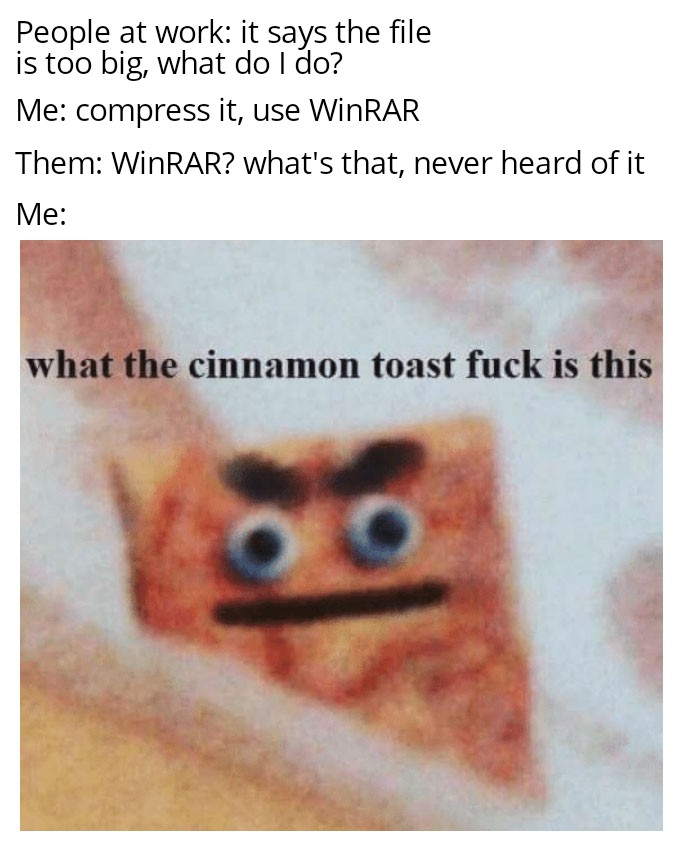 People at work: it says the file
is too big, what do I do?
Me: compress it, use WinRAR
Them: WinRAR? what's that, never heard of it
Me:
what the cinnamon toast fuck is this